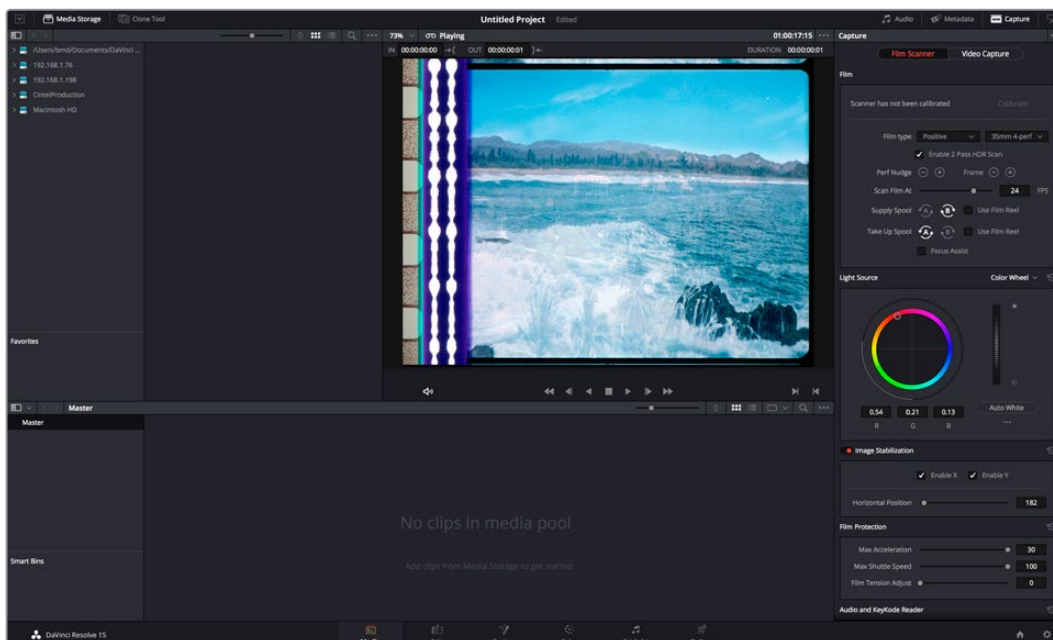 Media Storage Clone Tool Untitled Project Edited Audio Metadata Capture
73% Playing 01:00:17:15 Capture
IN 00:00:00:00 OUT 00:00:00:01 DURATION 00:00:00:01
/Users/bmd/Documents/DaVinci ...
192.168.1.76
192.168.1.198
CintelProduction
Macintosh HD
Favorites
Film Scanner Video Capture
Film
Scanner has not been calibrated Calibrate
Film type Positive 35mm 4-perf
Enable 2 Pass HDR Scan
Perf Nudge Frame
Scan Film At 24 FPS
Supply Spool A B Use Film Reel
Take Up Spool A B Use Film Reel
Focus Assist
Light Source Color Wheel
0.54 0.21 0.13 Auto White
R G B
Image Stabilization
Enable X Enable Y
Horizontal Position 182
Film Protection
Max Acceleration 30
Max Shuttle Speed 100
Film Tension Adjust 0
Audio and KeyKode Reader
Master
Master
No clips in media pool
Add clips from Media Storage to get started
Smart Bins
DaVinci Resolve 15